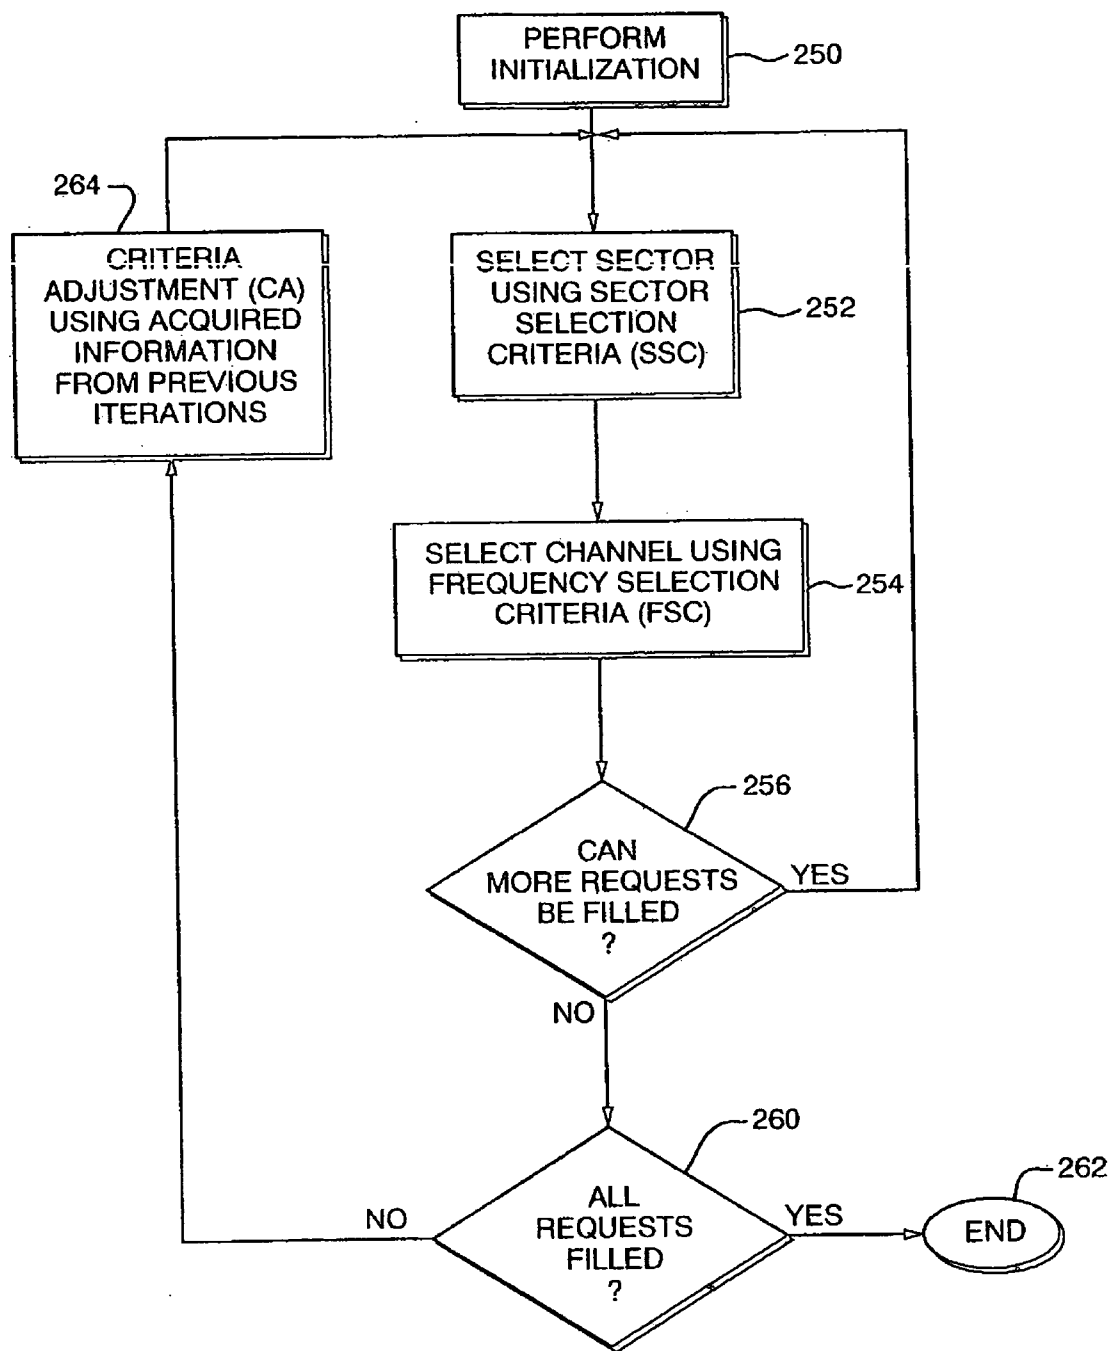 PERFORM
INITIALIZATION
250
264
CRITERIA
ADJUSTMENT (CA)
USING ACQUIRED
INFORMATION
FROM PREVIOUS
ITERATIONS
SELECT SECTOR
USING SECTOR
SELECTION
CRITERIA (SSC)
252
SELECT CHANNEL USING
FREQUENCY SELECTION
CRITERIA (FSC)
254
256
CAN
MORE REQUESTS
BE FILLED
?
YES
NO
260
ALL
REQUESTS
FILLED
?
NO
YES
262
END